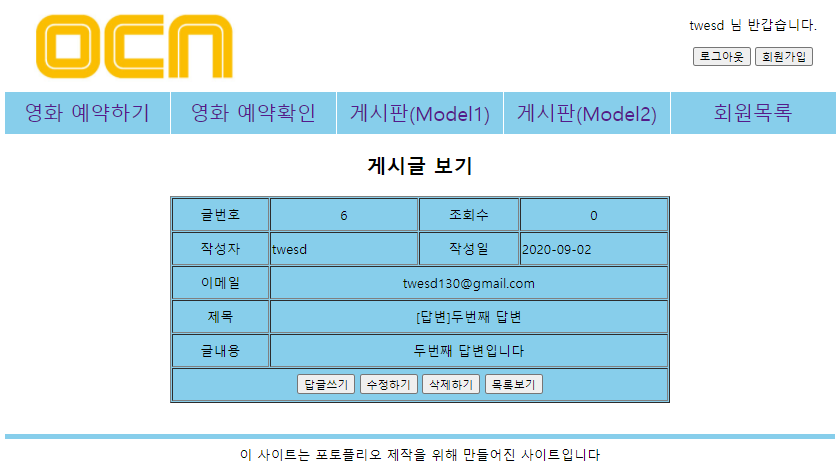 OCN
twesd 님 반갑습니다.
로그아웃 회원가입
영화 예약하기 영화 예약확인 게시판(Model1) 게시판(Model2) 회원목록
게시글 보기
글번호 6 조회수 0
작성자 twesd 작성일 2020-09-02
이메일 twesd130@gmail.com
제목 [답변]두번째 답변
글내용 두번째 답변입니다
답글쓰기 수정하기 삭제하기 목록보기
이 사이트는 포토폴리오 제작을 위해 만들어진 사이트입니다